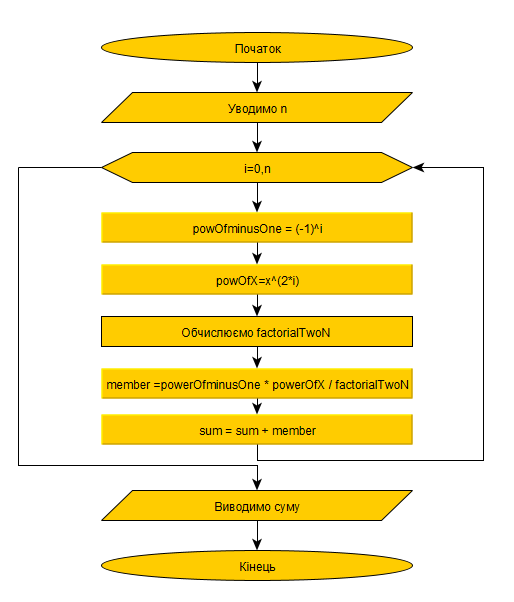 Початок
Уводимо n
i=0,n
powOfminusOne = (-1)^i
powOfX=x^(2*i)
Обчислюємо factorialTwoN
member =powerOfminusOne * powerOfX / factorialTwoN
sum = sum + member
Виводимо суму
Кінець